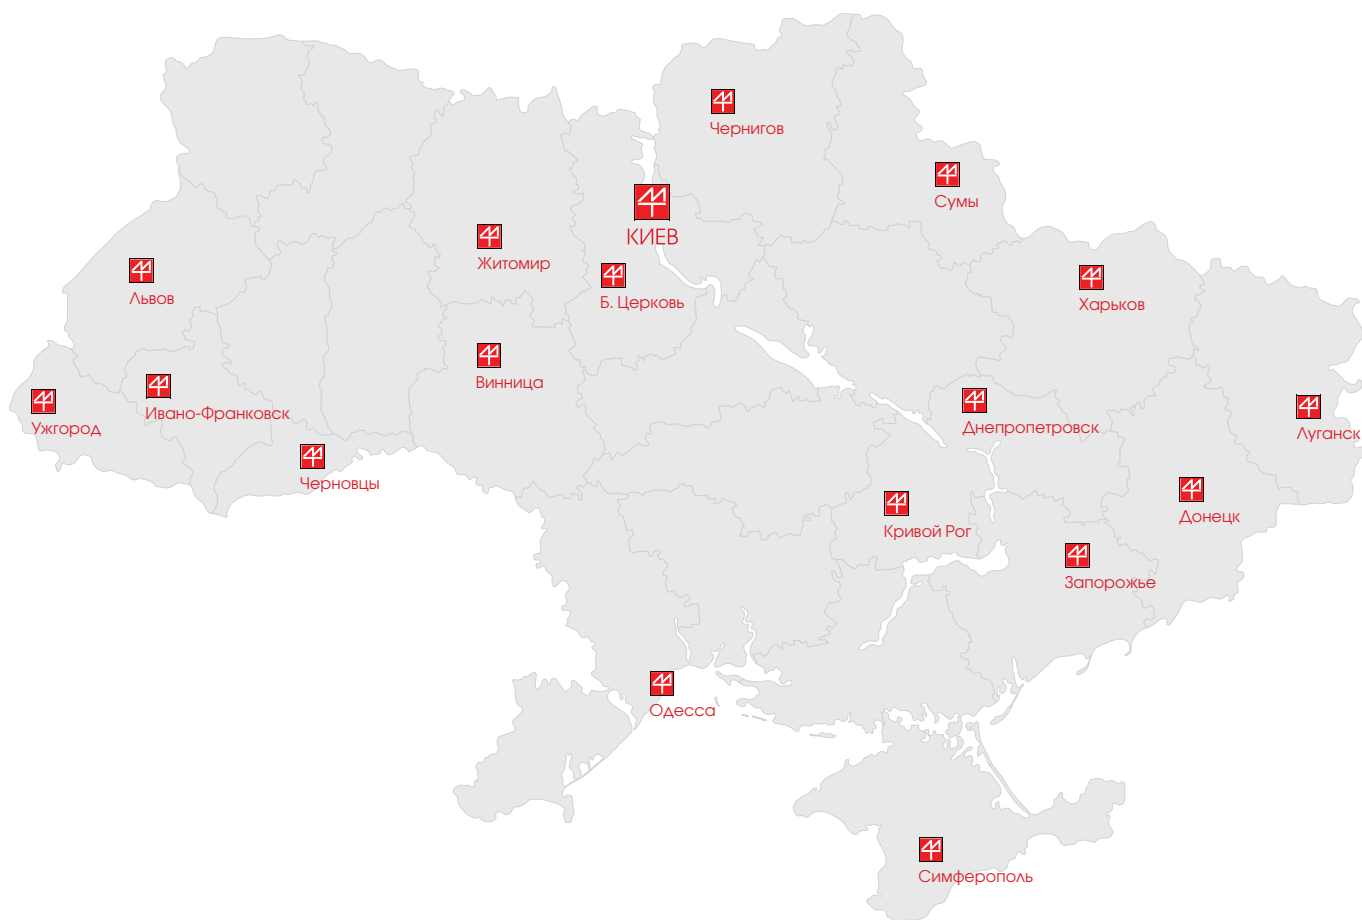 Чернигов
Сумы
КИЕВ
Житомир
Львов
Б. Церковь
Харьков
Винница
Ужгород
Ивано-Франковск
Днепропетровск
Луганск
Черновцы
Донецк
Кривой Рог
Запорожье
Одесса
Симферополь